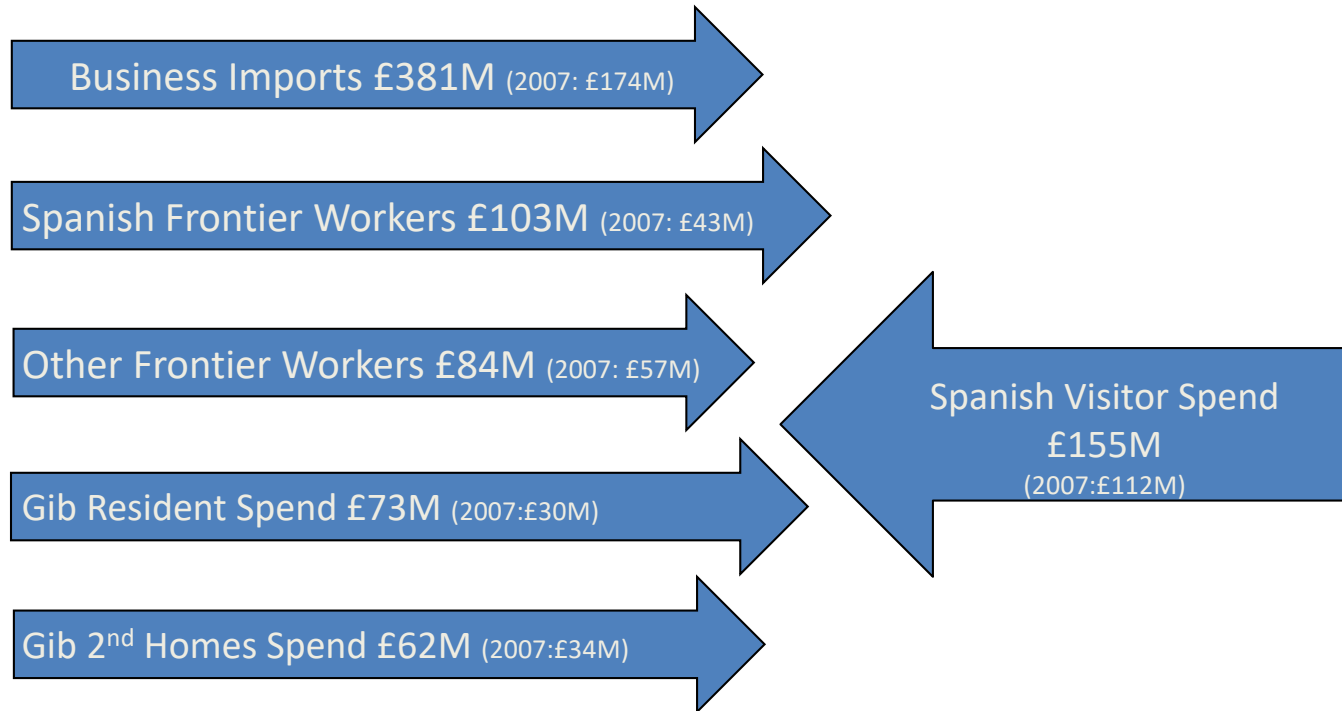 Business Imports £381M (2007: £174M)
Spanish Frontier Workers £103M (2007: £43M)
Other Frontier Workers £84M (2007: £57M)
Gib Resident Spend £73M (2007:£30M)
Gib 2nd Homes Spend £62M (2007:£34M)
Spanish Visitor Spend
£155M
(2007:£112M)